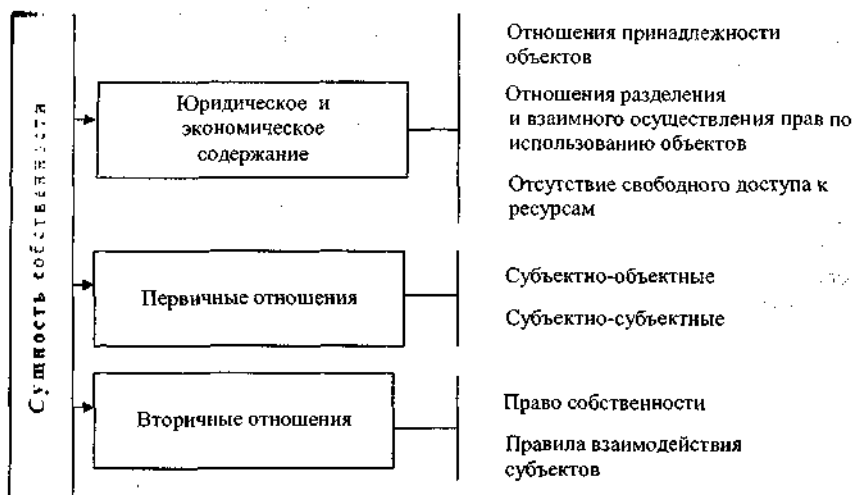 Сущность собственности
Юридическое и
экономическое
содержание
Отношения принадлежности
объектов
Отношения разделения
и взаимного осуществления прав по
использованию объектов
Отсутствие свободного доступа к
ресурсам
Первичные отношения
Субъектно-объектные
Субъектно-субъектные
Вторичные отношения
Право собственности
Правила взаимодействия
субъектов